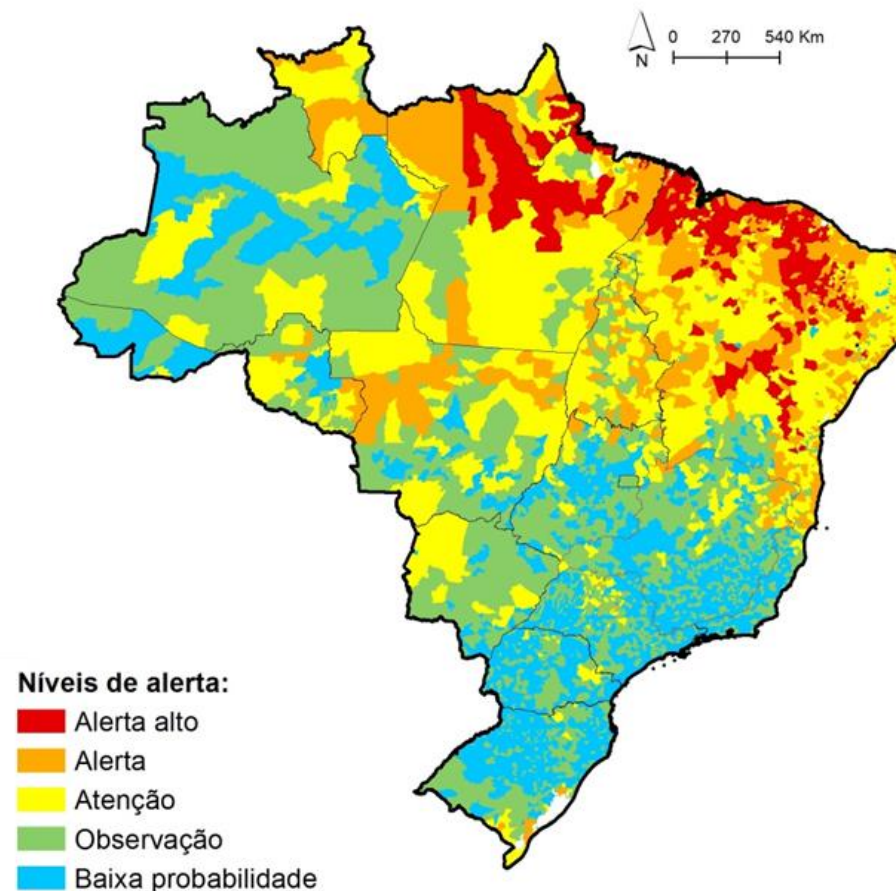 0 270 540 Km
N
Níveis de alerta:
Alerta alto
Alerta
Atenção
Observação
Baixa probabilidade